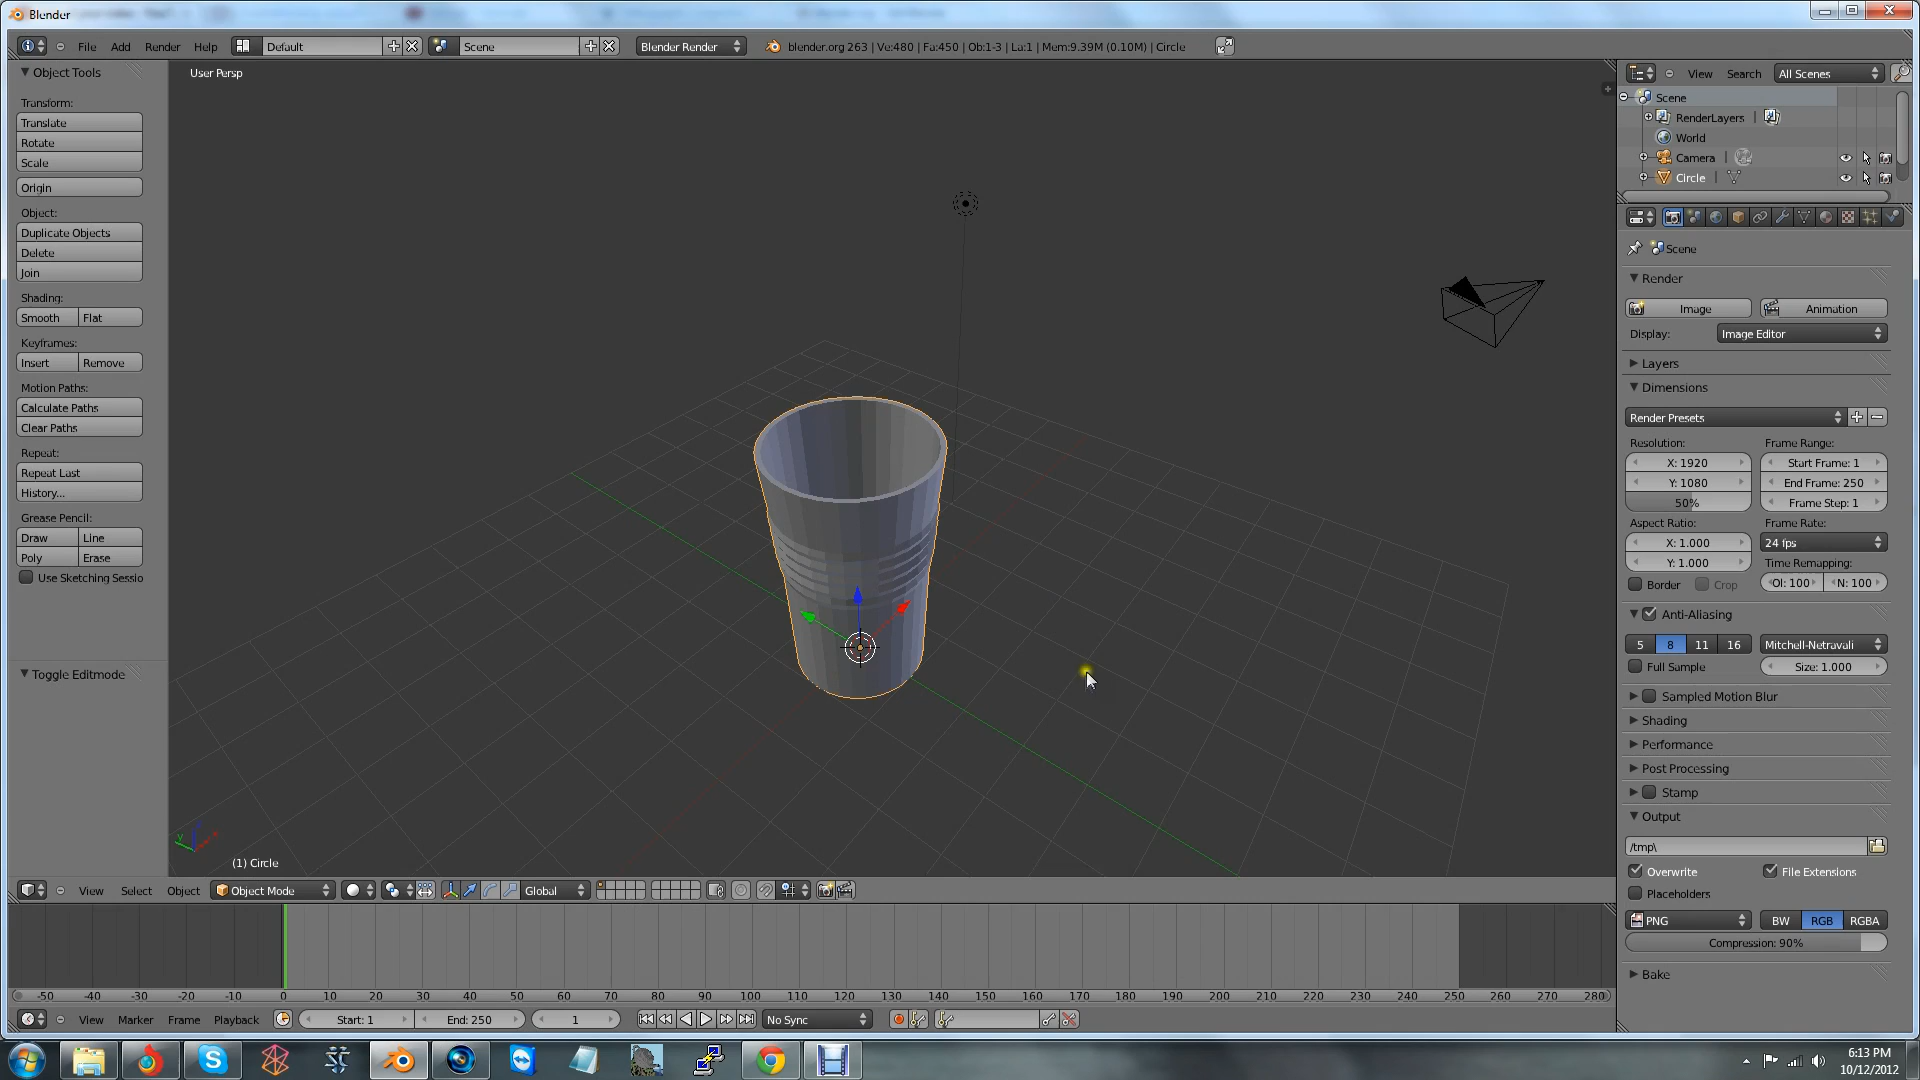 Blender
File Add Render Help Default Scene Blender Render blender.org 263 | Ve:480 | Fa:450 | Ob:1-3 | La:1 | Mem:9.39M (0.10M) | Circle
Object Tools
Transform:
Translate
Rotate
Scale
Origin
Object:
Duplicate Objects
Delete
Join
Shading:
Smooth Flat
Keyframes:
Insert Remove
Motion Paths:
Calculate Paths
Clear Paths
Repeat:
Repeat Last
History...
Grease Pencil:
Draw Line
Poly Erase
Use Sketching Sessio
Toggle Editmode
User Persp
(1) Circle
View Search All Scenes
Scene
RenderLayers |
World
Camera |
Circle |
Scene
Render
Image Animation
Display: Image Editor
Layers
Dimensions
Render Presets
Resolution: Frame Range:
X: 1920 Start Frame: 1
Y: 1080 End Frame: 250
50% Frame Step: 1
Aspect Ratio: Frame Rate:
X: 1.000 24 fps
Y: 1.000 Time Remapping:
Border Crop Ol: 100 N: 100
Anti-Aliasing
5 8 11 16 Mitchell-Netravali
Full Sample Size: 1.000
Sampled Motion Blur
Shading
Performance
Post Processing
Stamp
Output
/tmp\
Overwrite File Extensions
Placeholders
PNG BW RGB RGBA
Compression: 90%
Bake
View Select Object Object Mode Global
-50 -40 -30 -20 -10 0 10 20 30 40 50 60 70 80 90 100 110 120 130 140 150 160 170 180 190 200 210 220 230 240 250 260 270 280
View Marker Frame Playback Start: 1 End: 250 1 No Sync
6:13 PM
10/12/2012